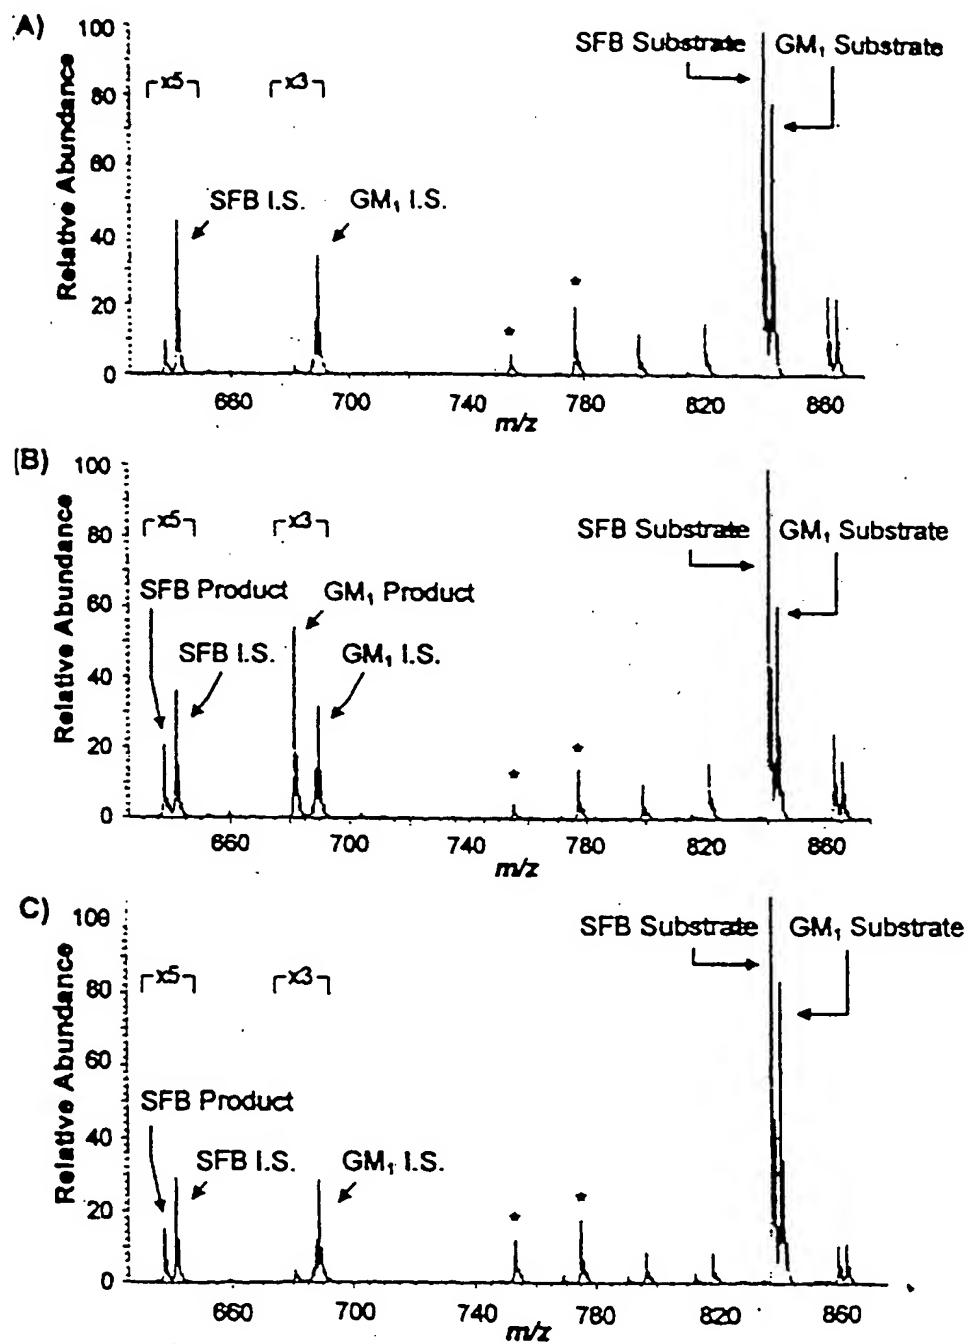 A)
SFB Substrate GM₁ Substrate
x5 x3
SFB I.S. GM₁ I.S.
Relative Abundance
100
80
60
40
20
0
* *
660 700 740 780 820 860
m/z
(B)
SFB Substrate GM₁ Substrate
x5 x3
SFB Product GM₁ Product
SFB I.S. GM₁ I.S.
Relative Abundance
100
80
60
40
20
0
* *
660 700 740 780 820 860
m/z
C)
SFB Substrate GM₁ Substrate
x5 x3
SFB Product
SFB I.S. GM₁ I.S.
Relative Abundance
100
80
60
40
20
0
* *
660 700 740 780 820 860
m/z